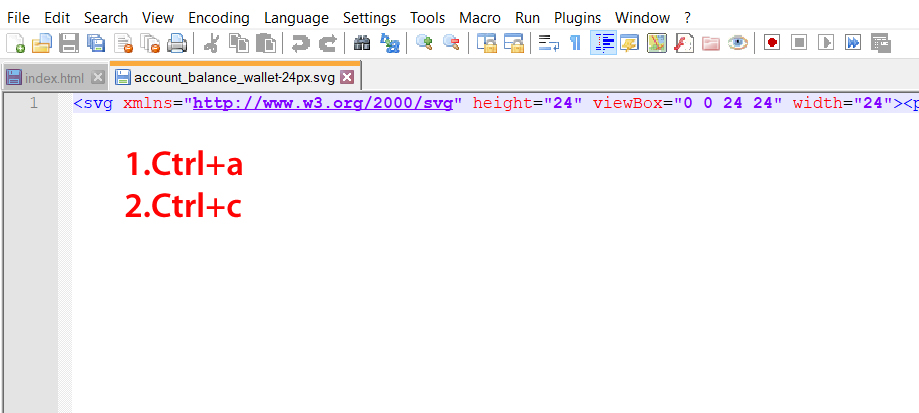 File Edit Search View Encoding Language Settings Tools Macro Run Plugins Window ?
index.html account_balance_wallet-24px.svg
1 <svg xmlns="http://www.w3.org/2000/svg" height="24" viewBox="0 0 24 24" width="24"><p
1.Ctrl+a
2.Ctrl+c